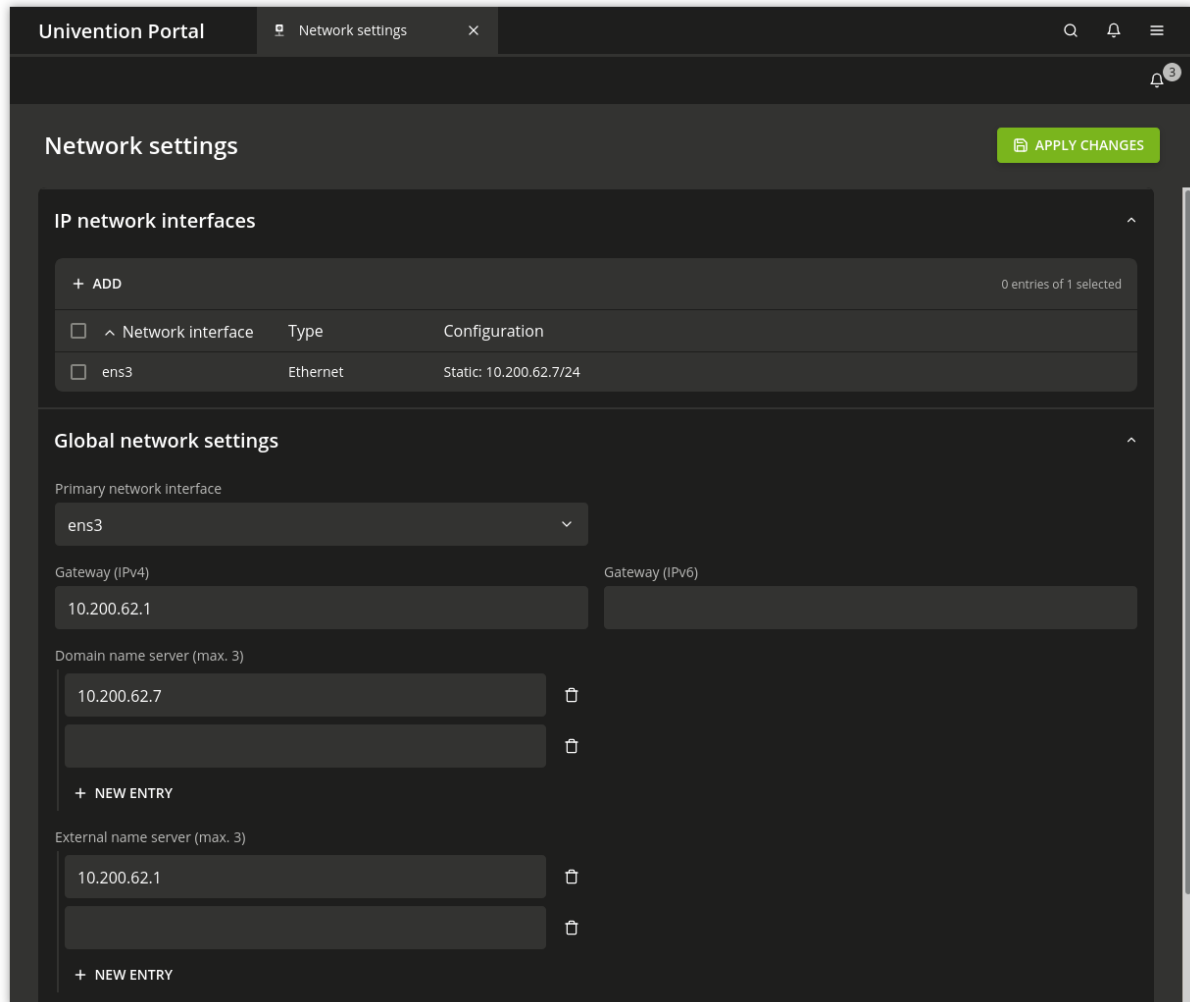 Univention Portal
Network settings
3
Network settings
APPLY CHANGES
IP network interfaces
+ ADD
0 entries of 1 selected
Network interface Type Configuration
ens3 Ethernet Static: 10.200.62.7/24
Global network settings
Primary network interface
ens3
Gateway (IPv4) Gateway (IPv6)
10.200.62.1
Domain name server (max. 3)
10.200.62.7
+ NEW ENTRY
External name server (max. 3)
10.200.62.1
+ NEW ENTRY